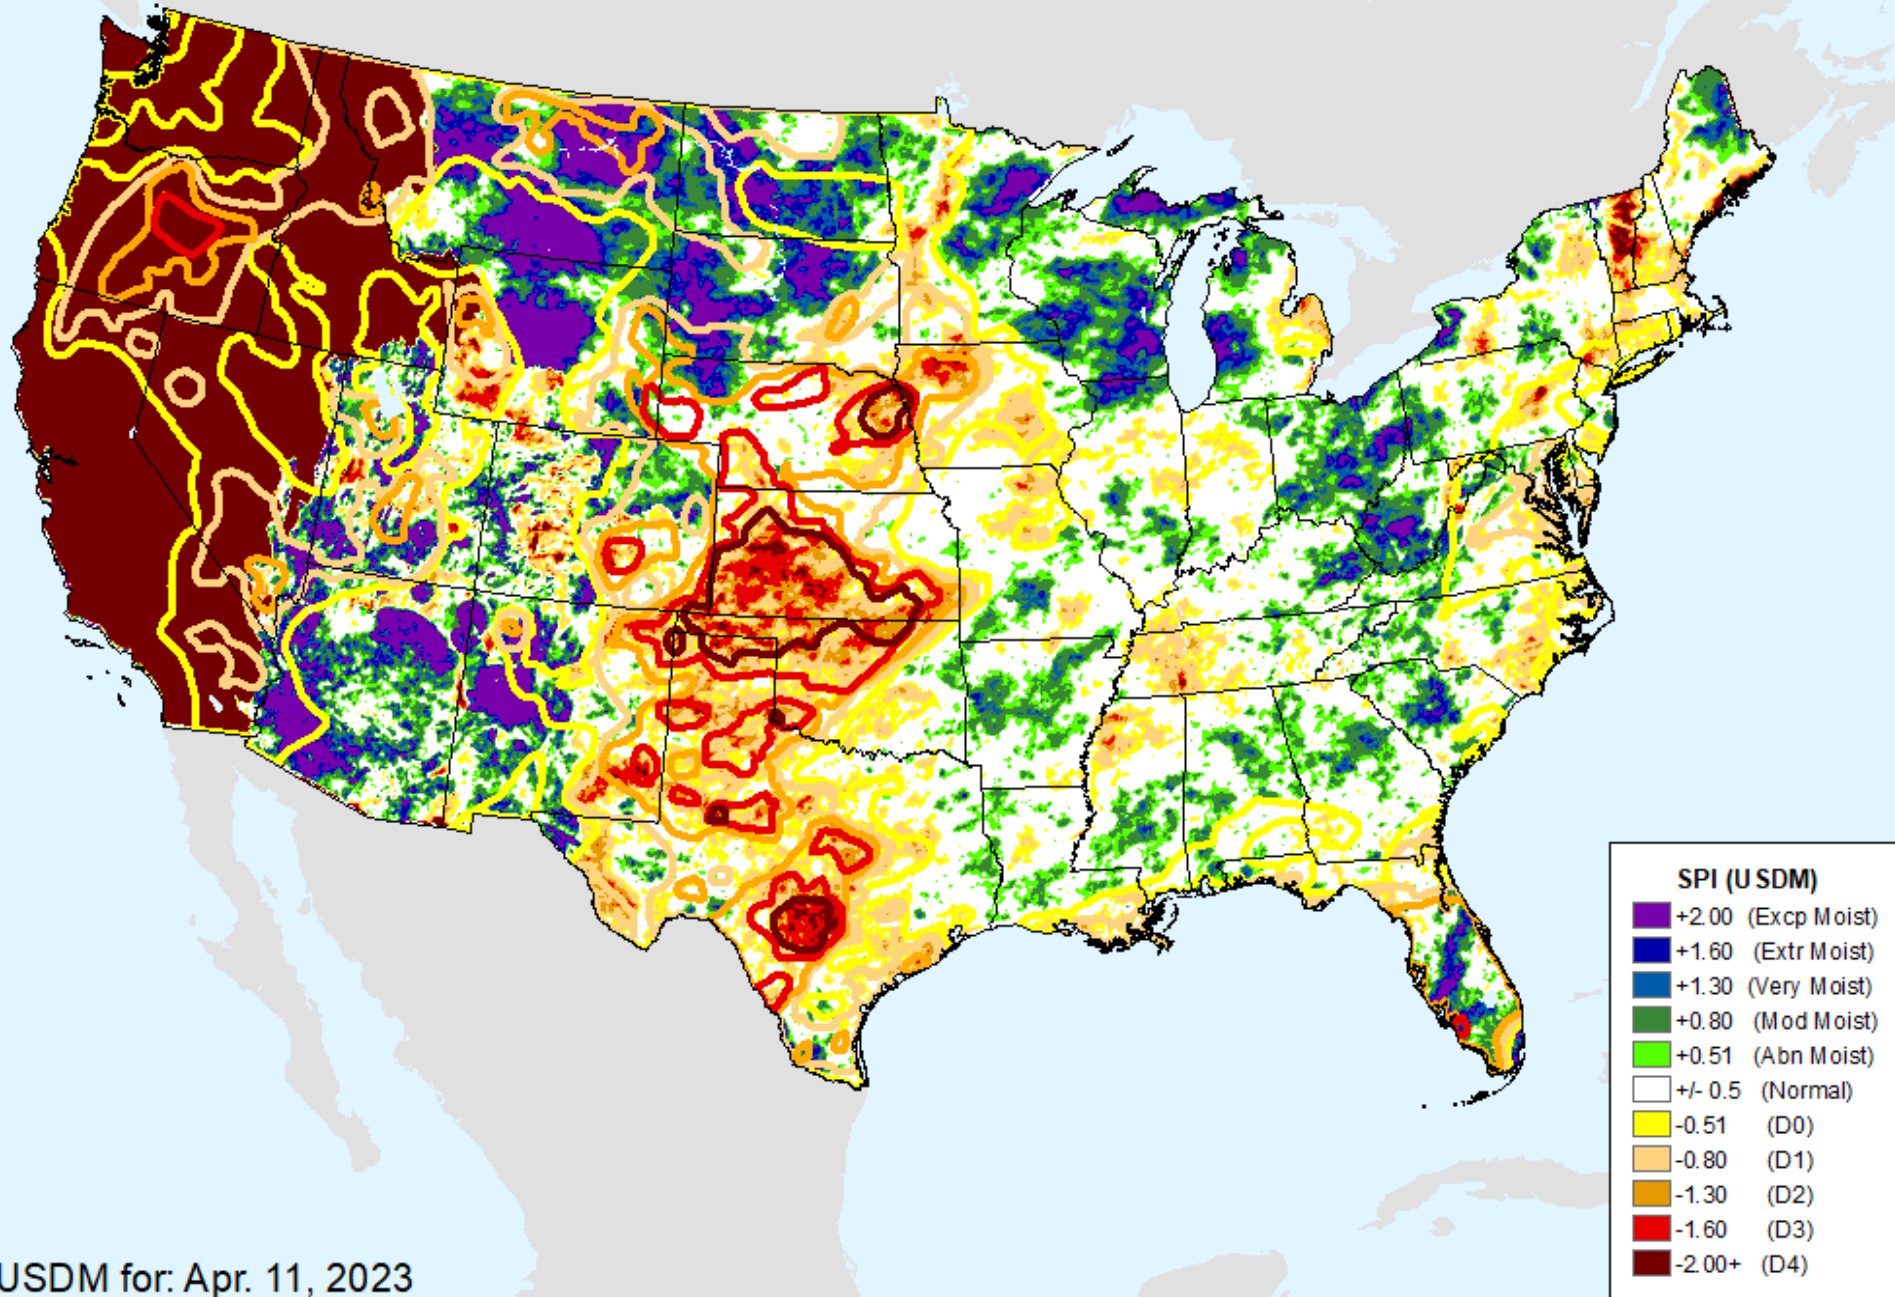 SPI (USDM)
+2.00 (Excp Moist)
+1.60 (Extr Moist)
+1.30 (Very Moist)
+0.80 (Mod Moist)
+0.51 (Abn Moist)
+/- 0.5 (Normal)
-0.51 (D0)
-0.80 (D1)
-1.30 (D2)
-1.60 (D3)
-2.00+ (D4)
USDM for: Apr. 11, 2023